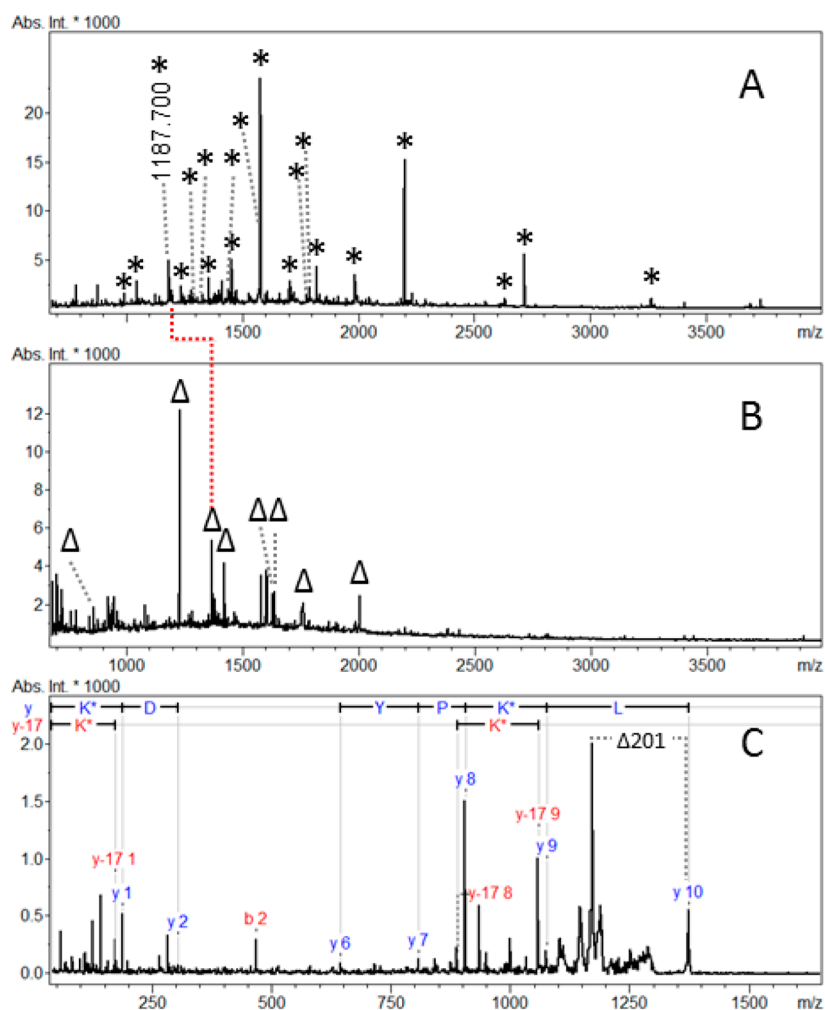 Abs. Int. * 1000
A
* * * * * * * * * * * * * * * * * *
1187.700
20
15
10
5
1000 1500 2000 2500 3000 3500 m/z
Abs. Int. * 1000
B
Δ Δ Δ Δ Δ Δ Δ Δ
12
10
8
6
4
2
1000 1500 2000 2500 3000 3500 m/z
Abs. Int. * 1000
y K* D Y P K* L
y-17 K* K*
C
2.0
Δ201
y 8
1.5
y-17 9
y 9
1.0
y-17 1
y 1
y-17 8
y 10
y 2
b 2
0.5
y 6
y 7
0.0
250 500 750 1000 1250 1500 m/z